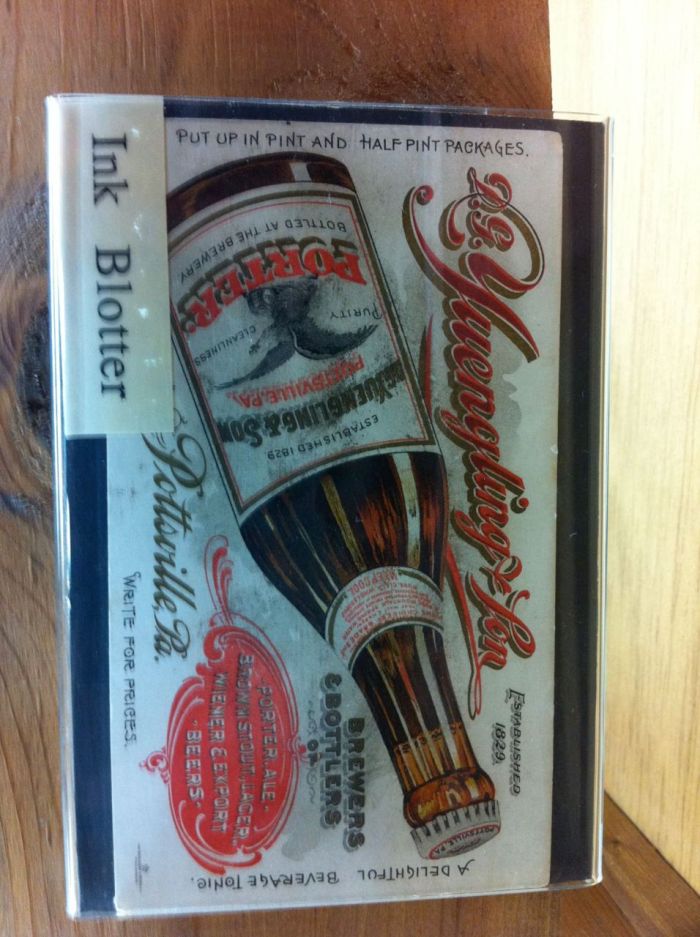 Ink Blotter
PUT UP IN PINT AND HALF PINT PACKAGES.
D.G. Yuengling & Son
ESTABLISHED
1829.
BOTTLED AT THE BREWERY
PORTER
PURITY
CLEANLINESS
POTTSVILLE, PA.
YUENGLING & SON
ESTABLISHED 1829
POTTSVILLE, PA.
BREWERS
& BOTTLERS
OF
PORTER, ALE,
BROWN STOUT, LAGER,
WIENER & EXPORT
BEERS
Pottsville, Pa.
WRITE FOR PRICES.
A DELIGHTFUL BEVERAGE TONIC.